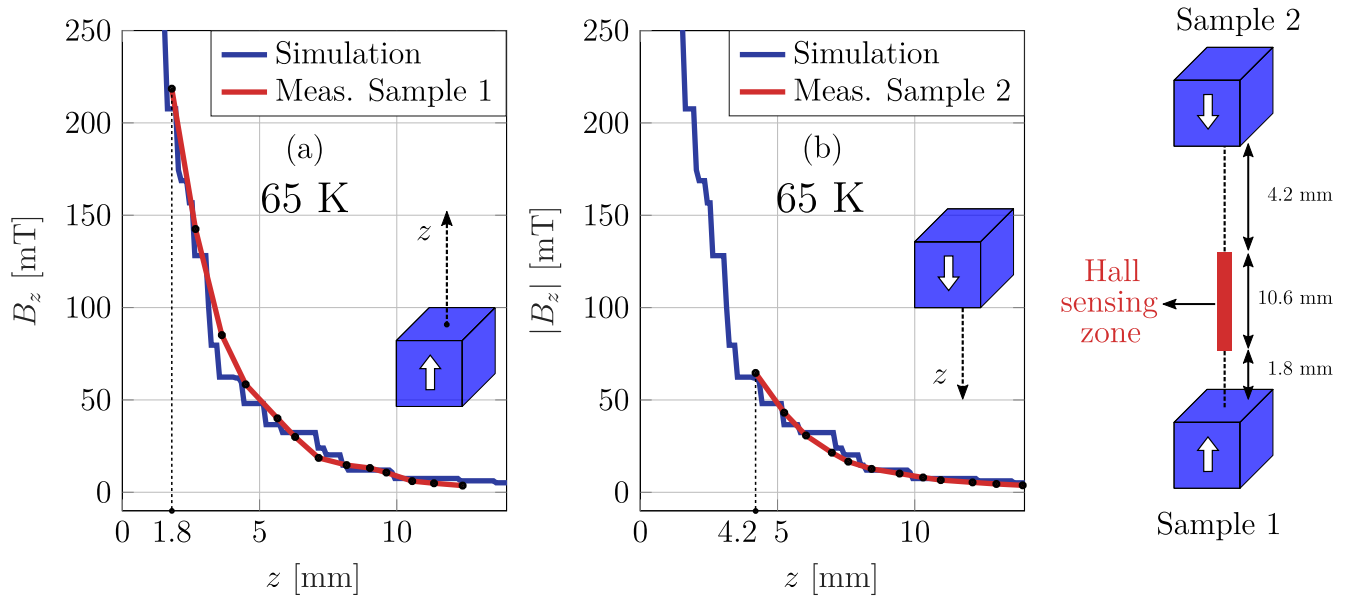 250
200
150
100
50
0
B_z [mT]
Simulation
Meas. Sample 1
(a)
65 K
z
0 1.8 5 10
z [mm]
250
200
150
100
50
0
|B_z| [mT]
Simulation
Meas. Sample 2
(b)
65 K
z
0 4.2 5 10
z [mm]
Sample 2
4.2 mm
Hall
sensing
zone
10.6 mm
1.8 mm
Sample 1